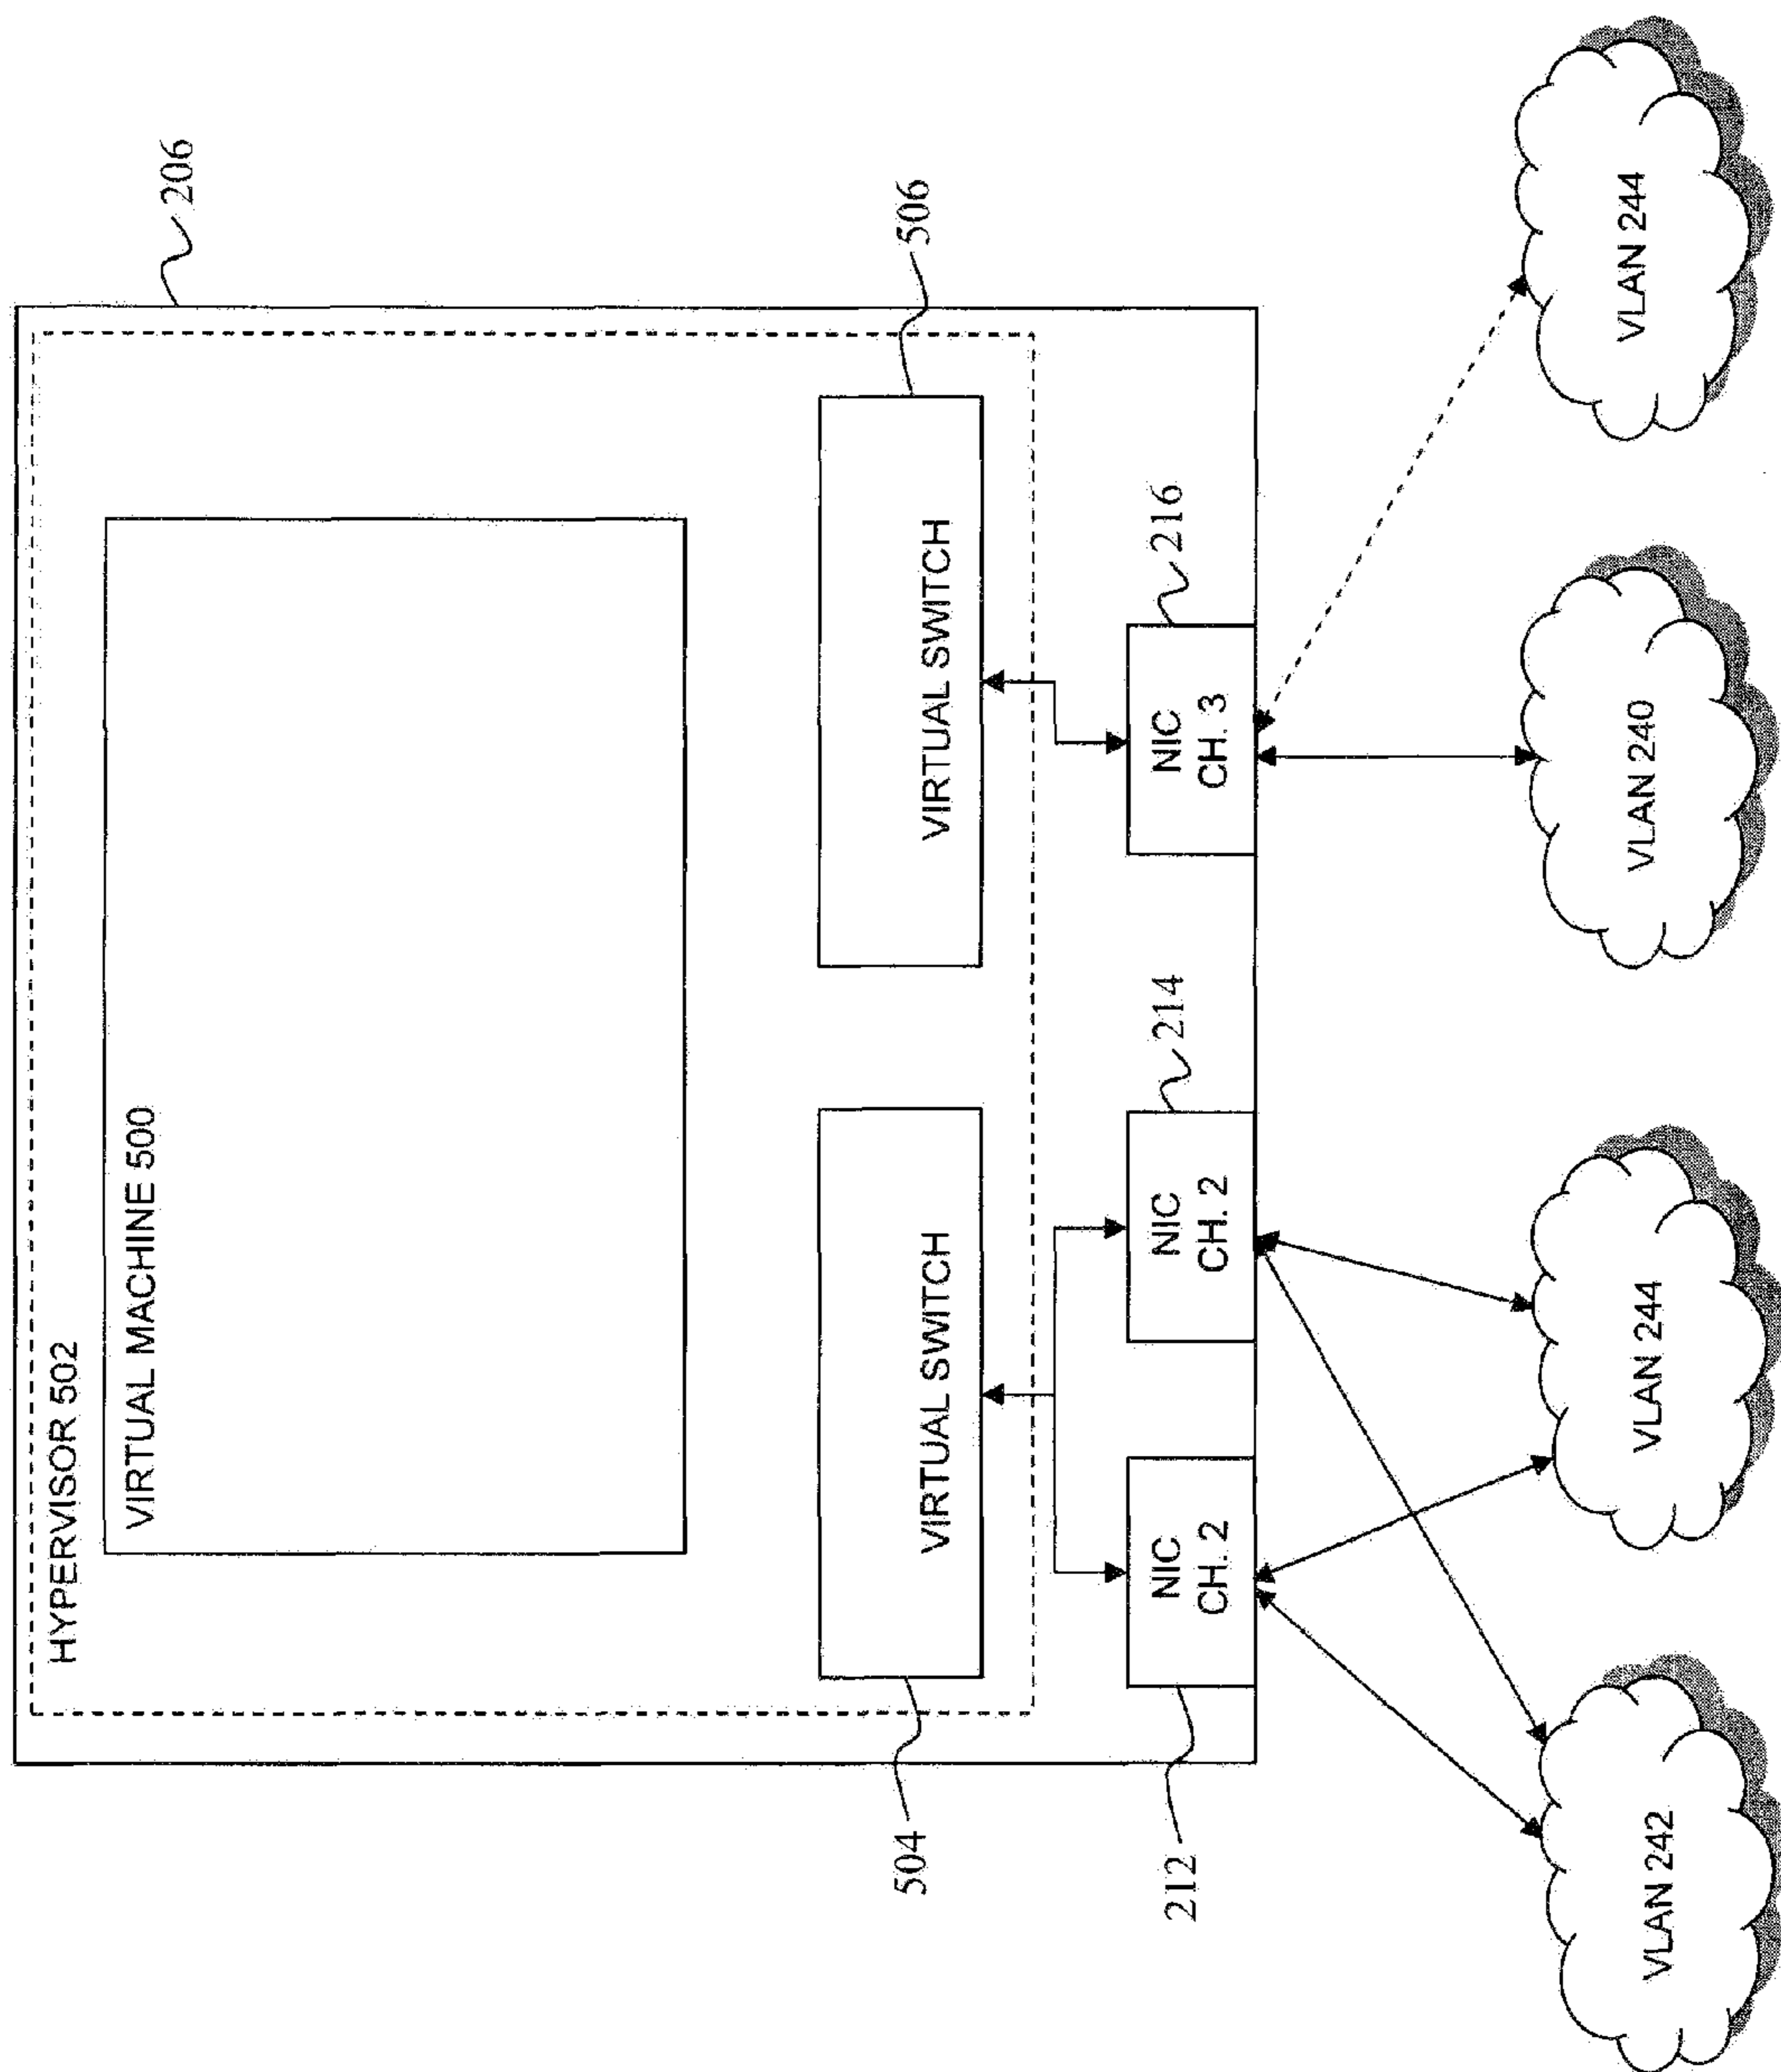 206
HYPERVISOR 502
VIRTUAL MACHINE 500
504
VIRTUAL SWITCH
VIRTUAL SWITCH
506
212
NIC
CH. 2
NIC
CH. 2
214
NIC
CH. 3
216
VLAN 242
VLAN 244
VLAN 240
VLAN 244